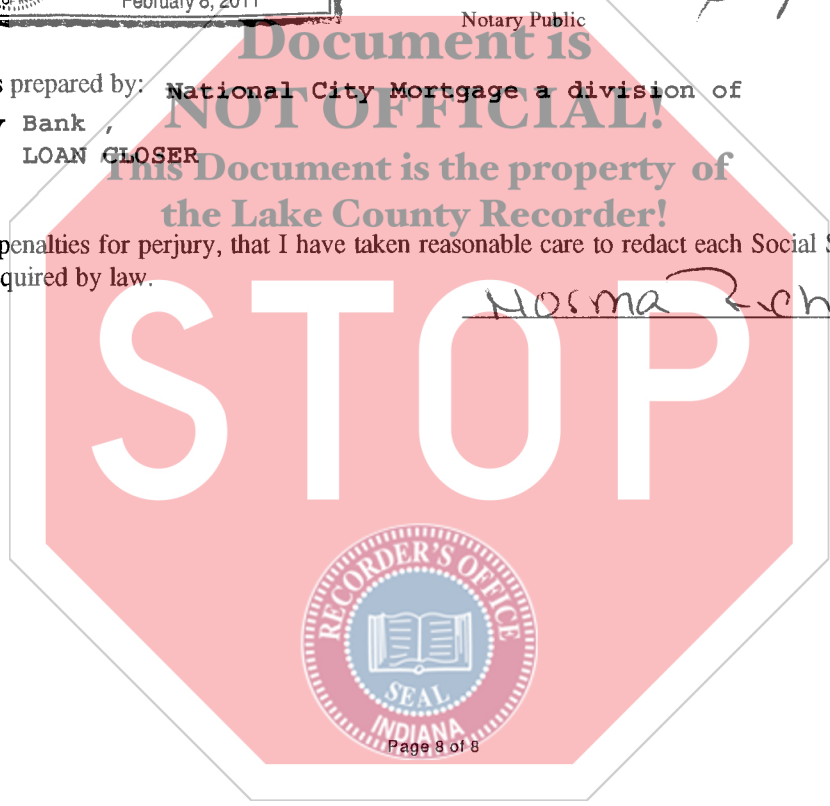 February 8, 2011
Notary Public
Document is
prepared by: National City Mortgage a division of
NOT OFFICIAL!
Bank ,
LOAN CLOSER
This Document is the property of
the Lake County Recorder!
penalties for perjury, that I have taken reasonable care to redact each Social S
quired by law.
Norma
STOP
RECORDER'S OFFICE
SEAL
INDIANA
Page 8 of 8